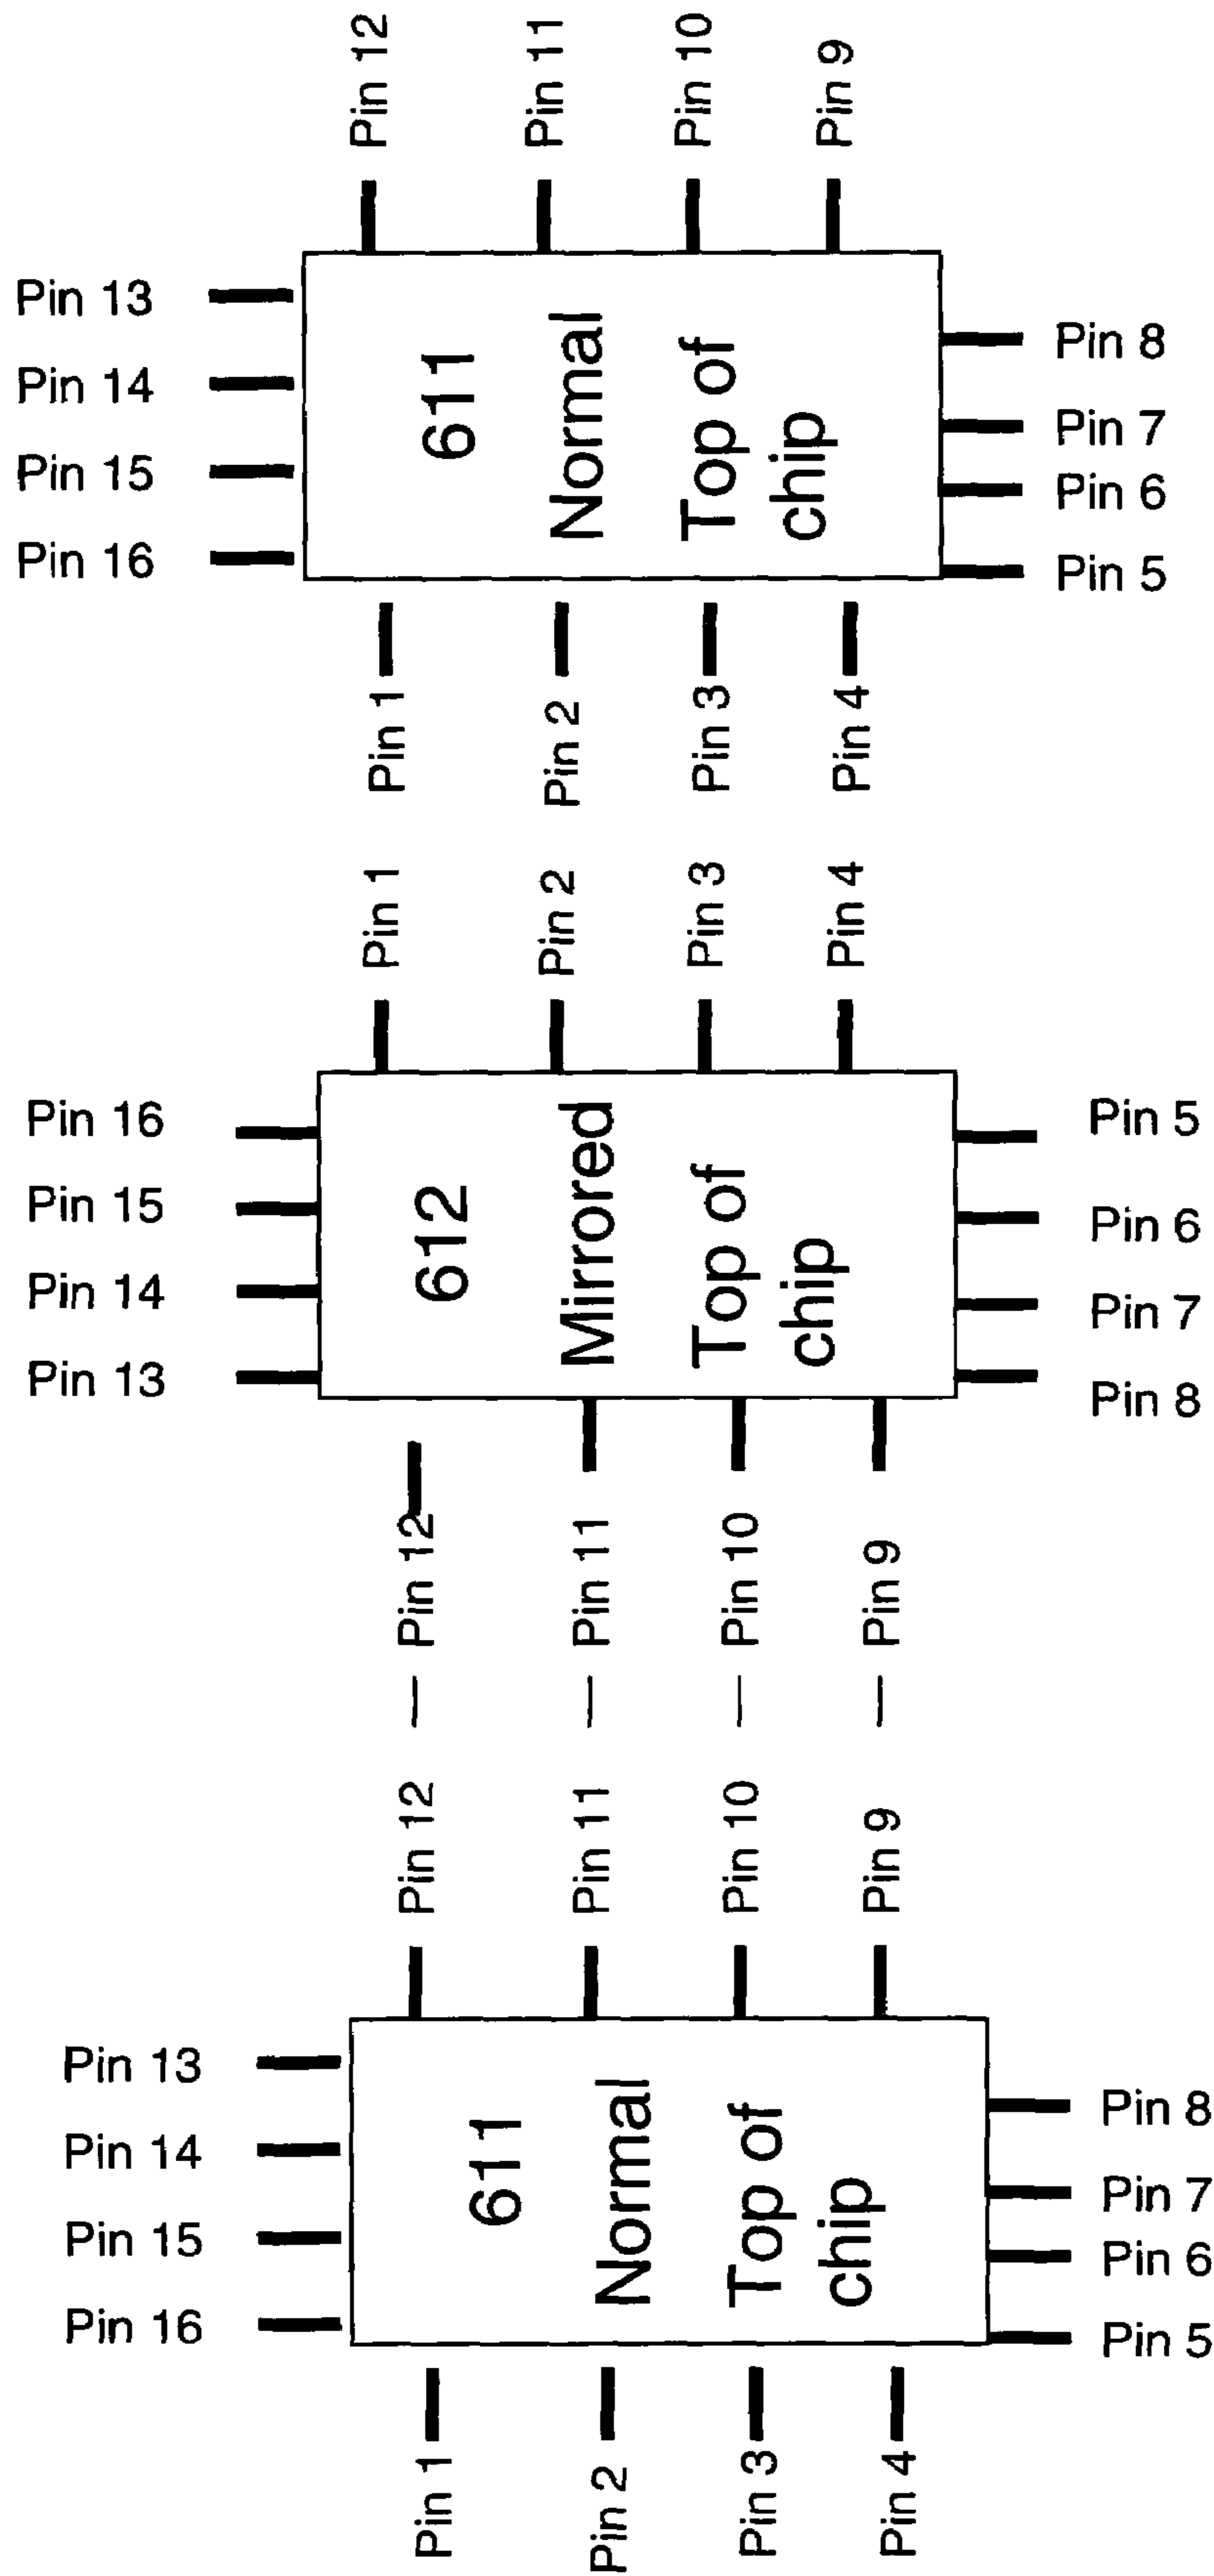 Pin 12
Pin 11
Pin 10
Pin 9
Pin 13
Pin 14
Pin 15
Pin 16
611
Normal
Top of
chip
Pin 8
Pin 7
Pin 6
Pin 5
Pin 1
Pin 2
Pin 3
Pin 4
Pin 1
Pin 2
Pin 3
Pin 4
Pin 16
Pin 15
Pin 14
Pin 13
612
Mirrored
Top of
chip
Pin 5
Pin 6
Pin 7
Pin 8
Pin 12
Pin 11
Pin 10
Pin 9
Pin 12
Pin 11
Pin 10
Pin 9
Pin 13
Pin 14
Pin 15
Pin 16
611
Normal
Top of
chip
Pin 8
Pin 7
Pin 6
Pin 5
Pin 1
Pin 2
Pin 3
Pin 4